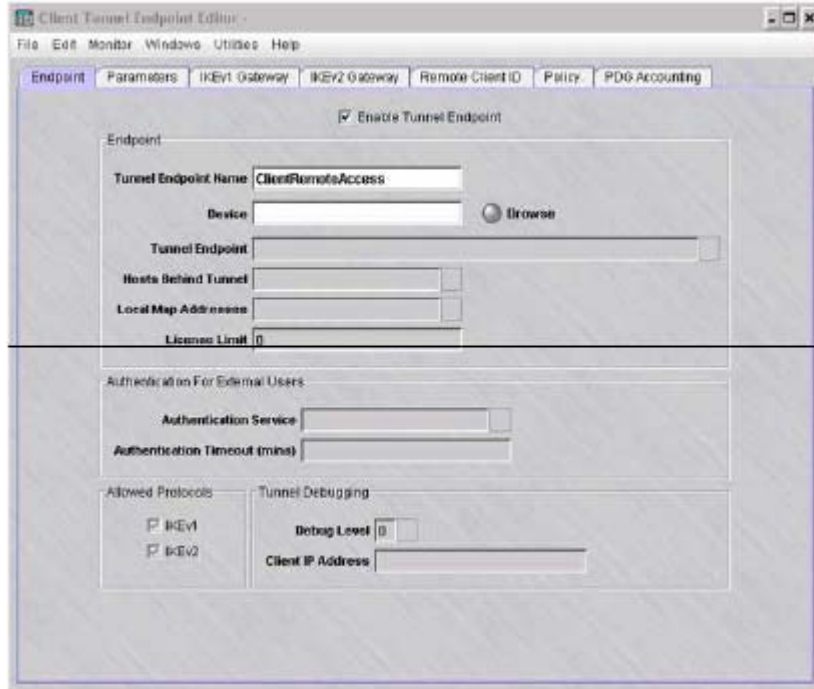 Client Tunnel Endpoint Editor -
File Edit Monitor Windows Utilities Help
Endpoint Parameters IKEv1 Gateway IKEv2 Gateway Remote Client ID Policy PDG Accounting
Enable Tunnel Endpoint
Endpoint
Tunnel Endpoint Name ClientRemoteAccess
Device Browse
Tunnel Endpoint
Hosts Behind Tunnel
Local Map Addresses
License Limit 0
Authentication For External Users
Authentication Service
Authentication Timeout (mins)
Allowed Protocols Tunnel Debugging
IKEv1
Debug Level 0
IKEv2
Client IP Address